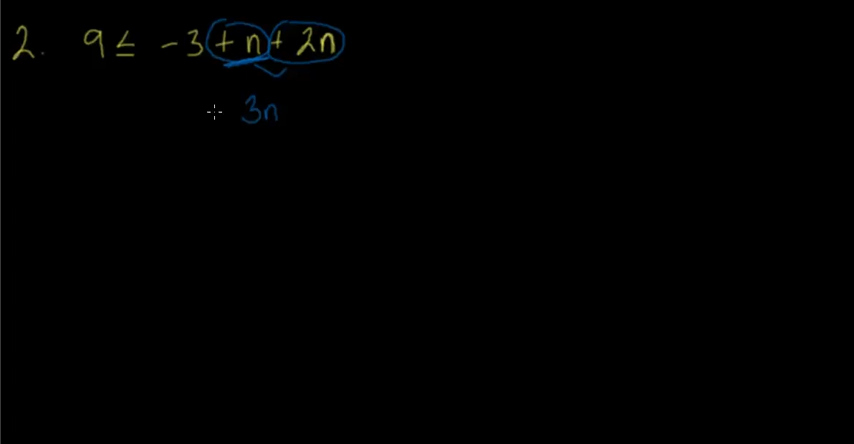 2. 9 ≤ -3 + n + 2n
3n